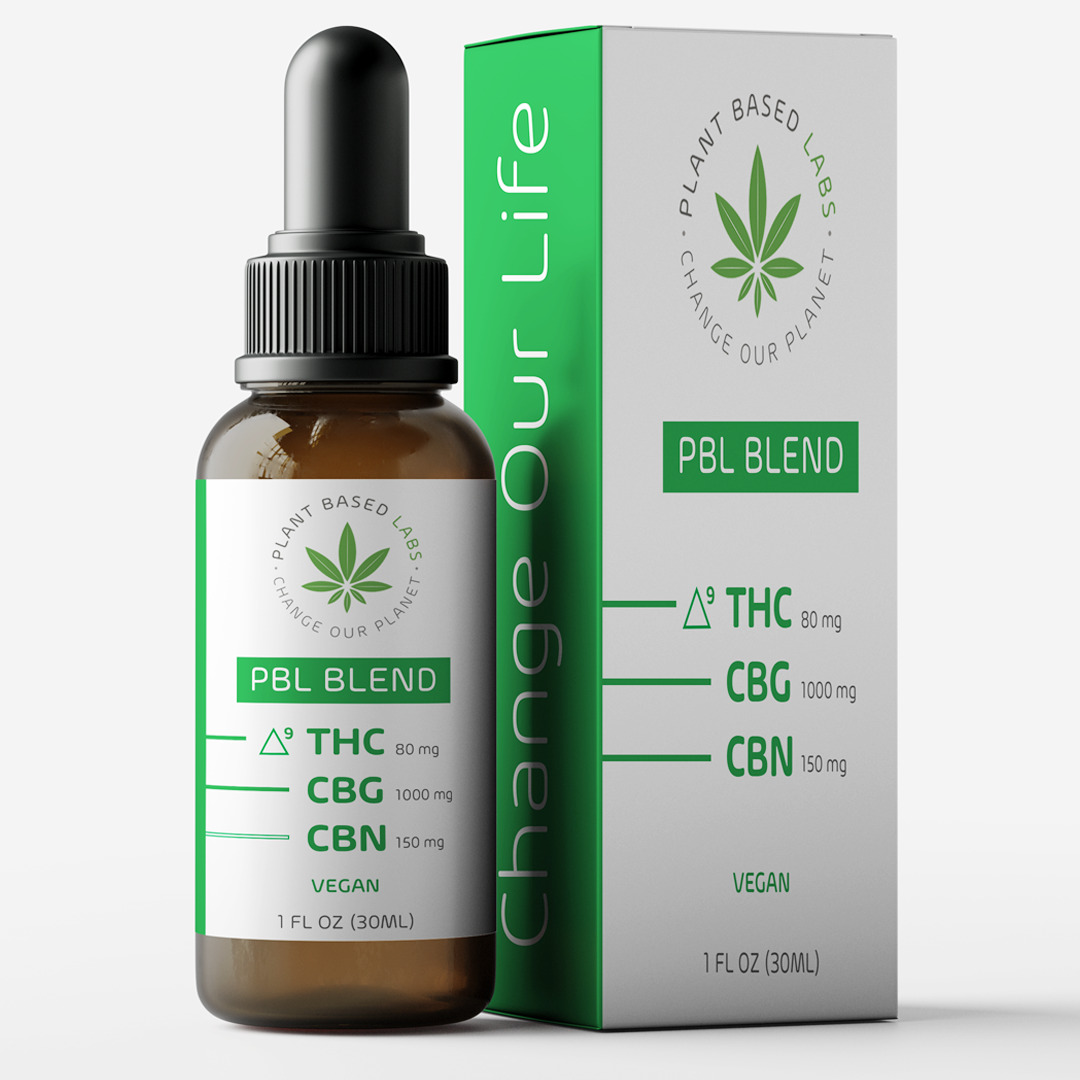 PLANT BASED LABS
· CHANGE OUR PLANET ·
PBL BLEND
△⁹ THC 80 mg
CBG 1000 mg
CBN 150 mg
VEGAN
1 FL OZ (30ML)
Change Our Life
PLANT BASED LABS
· CHANGE OUR PLANET ·
PBL BLEND
△⁹ THC 80 mg
CBG 1000 mg
CBN 150 mg
VEGAN
1 FL OZ (30ML)